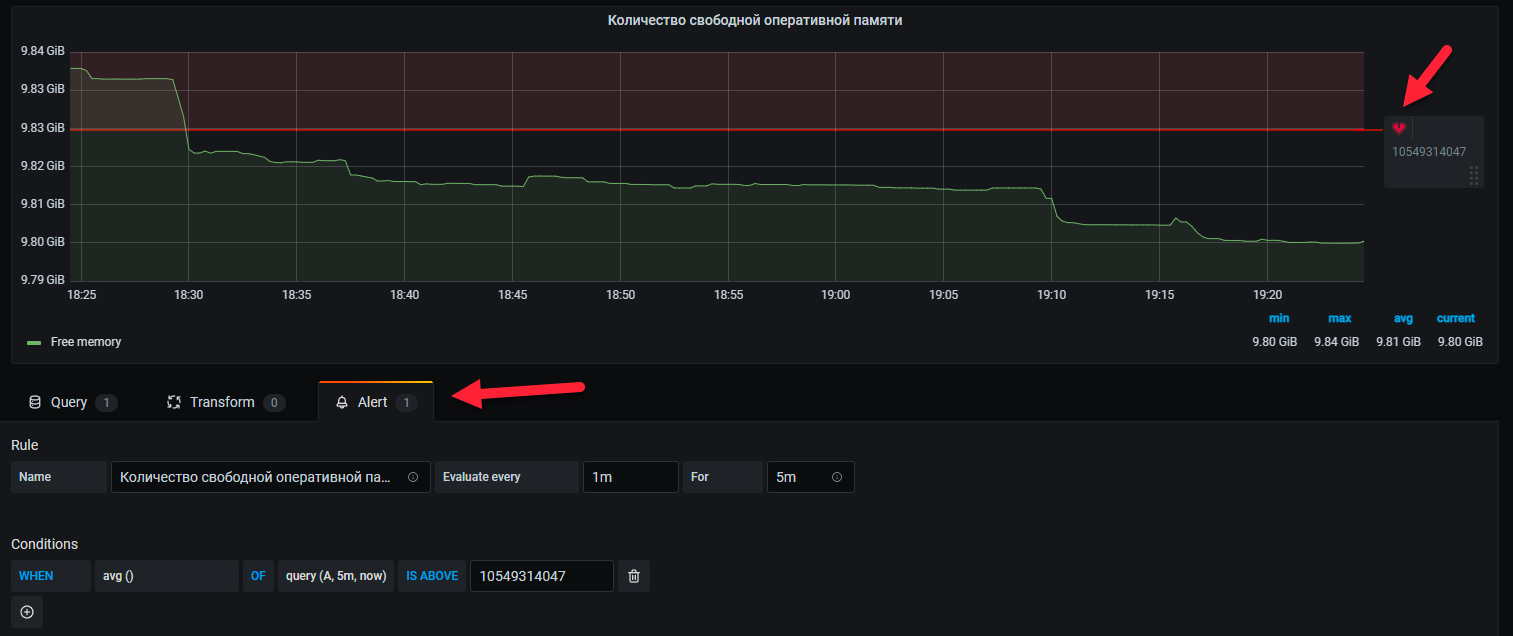 Количество свободной оперативной памяти
9.84 GiB
9.83 GiB
9.83 GiB
9.82 GiB
9.81 GiB
9.80 GiB
9.79 GiB
18:25 18:30 18:35 18:40 18:45 18:50 18:55 19:00 19:05 19:10 19:15 19:20
10549314047
min max avg current
Free memory 9.80 GiB 9.84 GiB 9.81 GiB 9.80 GiB
Query 1 Transform 0 Alert 1
Rule
Name Количество свободной оперативной па... Evaluate every 1m For 5m
Conditions
WHEN avg () OF query (A, 5m, now) IS ABOVE 10549314047